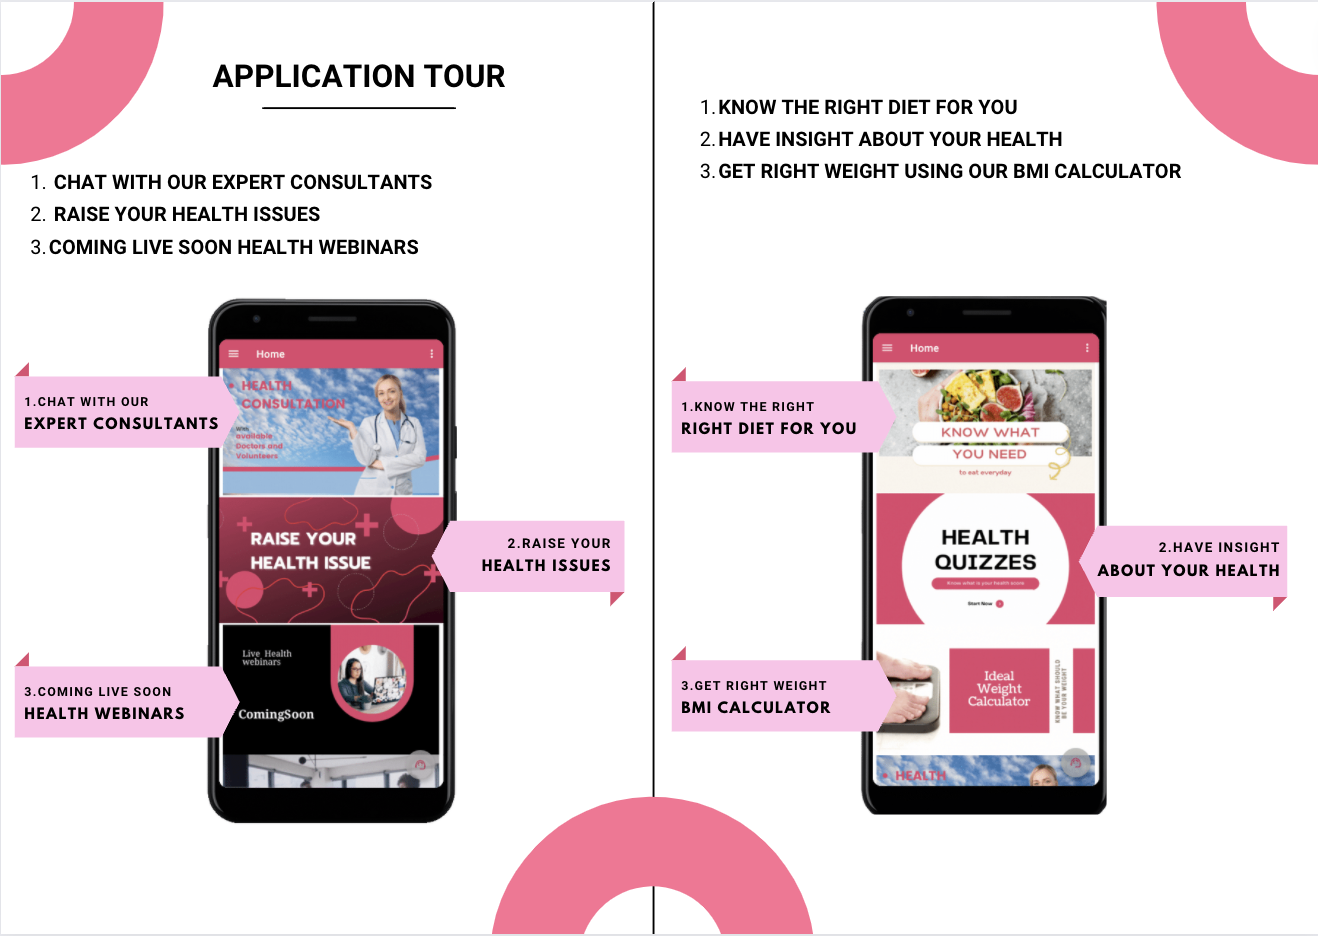 APPLICATION TOUR
1. CHAT WITH OUR EXPERT CONSULTANTS
2. RAISE YOUR HEALTH ISSUES
3. COMING LIVE SOON HEALTH WEBINARS
Home
HEALTH
CONSULTATION
with
available
Doctors and
Volunteers
1.CHAT WITH OUR
EXPERT CONSULTANTS
RAISE YOUR
HEALTH ISSUE
2.RAISE YOUR
HEALTH ISSUES
Live Health
webinars
ComingSoon
3.COMING LIVE SOON
HEALTH WEBINARS
1. KNOW THE RIGHT DIET FOR YOU
2. HAVE INSIGHT ABOUT YOUR HEALTH
3. GET RIGHT WEIGHT USING OUR BMI CALCULATOR
Home
KNOW WHAT
YOU NEED
to eat everyday
1.KNOW THE RIGHT
RIGHT DIET FOR YOU
HEALTH
QUIZZES
Know what is your health score
Start Now
2.HAVE INSIGHT
ABOUT YOUR HEALTH
Ideal
Weight
Calculator
KNOW WHAT SHOULD
BE YOUR WEIGHT
3.GET RIGHT WEIGHT
BMI CALCULATOR
HEALTH